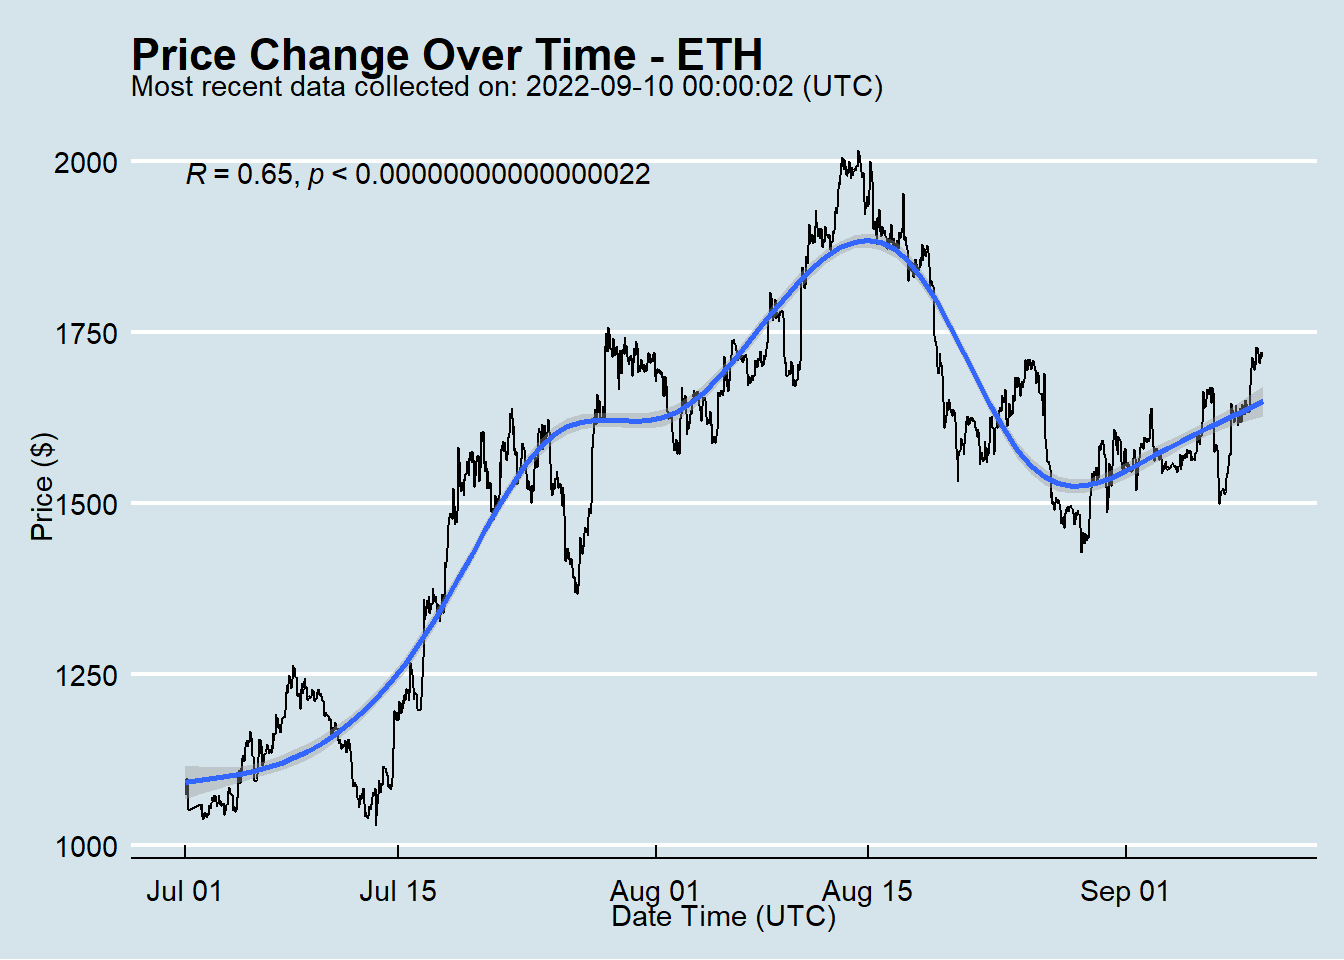 Price Change Over Time - ETH
Most recent data collected on: 2022-09-10 00:00:02 (UTC)
R = 0.65, p < 0.00000000000000022
2000
1750
1500
1250
1000
Price ($)
Jul 01 Jul 15 Aug 01 Aug 15 Sep 01
Date Time (UTC)